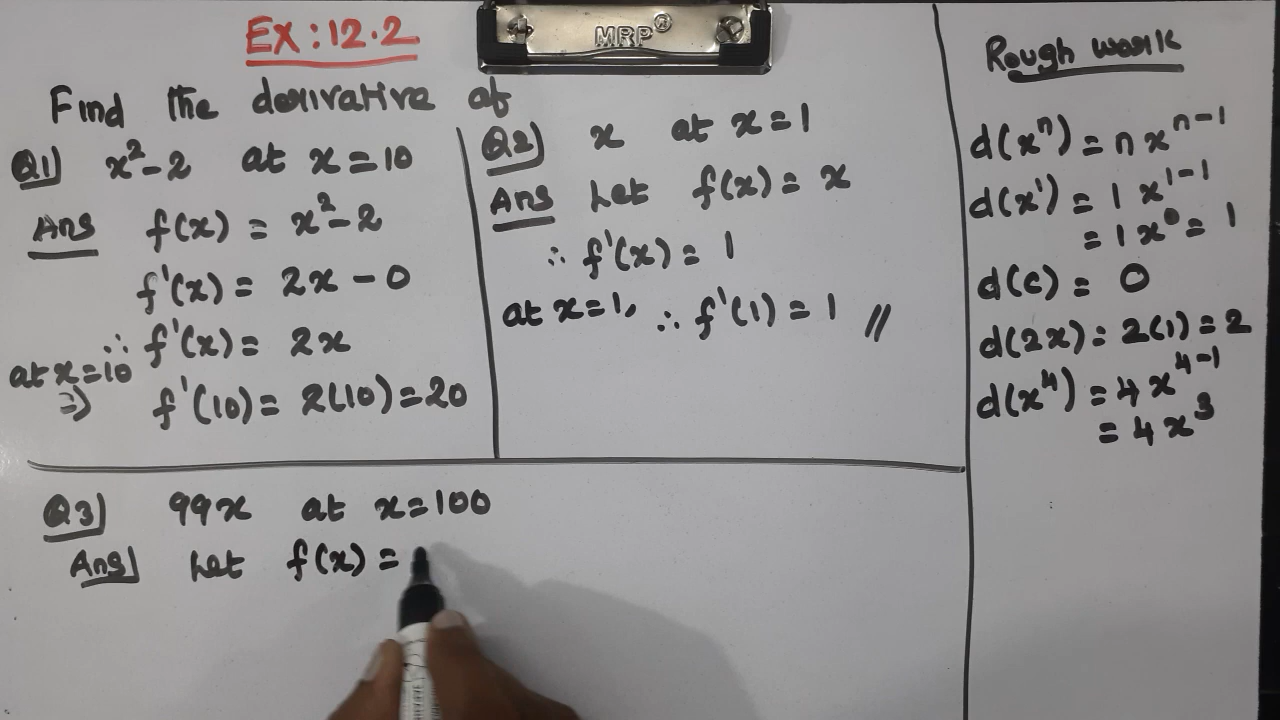 EX : 12.2
MRP®
Find the derivative of
Q1) x² - 2 at x = 10
Ans f(x) = x² - 2
f'(x) = 2x - 0
∴ f'(x) = 2x
at x = 10
⇒ f'(10) = 2(10) = 20
Q2) x at x = 1
Ans Let f(x) = x
∴ f'(x) = 1
at x = 1, ∴ f'(1) = 1 //
Q3) 99x at x = 100
Ans Let f(x) =
Rough work
d(xⁿ) = n xⁿ⁻¹
d(x¹) = 1 x¹⁻¹
= 1 x⁰ = 1
d(c) = 0
d(2x) = 2(1) = 2
d(x⁴) = 4 x⁴⁻¹
= 4 x³